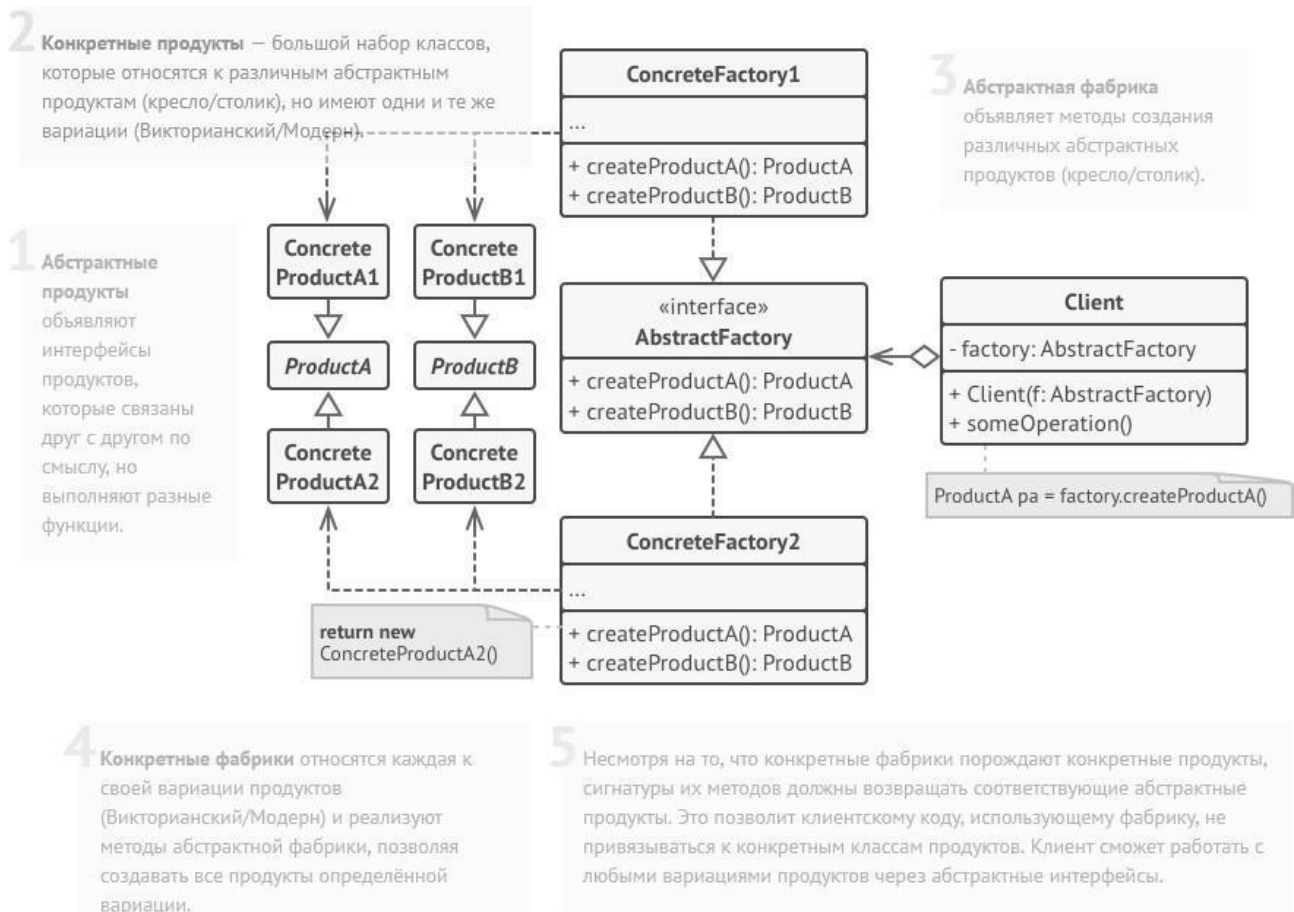 2
Конкретные продукты — большой набор классов,
которые относятся к различным абстрактным
продуктам (кресло/столик), но имеют одни и те же
вариации (Викторианский/Модерн).
ConcreteFactory1
...
+ createProductA(): ProductA
+ createProductB(): ProductB
3
Абстрактная фабрика
объявляет методы создания
различных абстрактных
продуктов (кресло/столик).
1
Абстрактные
продукты
объявляют
интерфейсы
продуктов,
которые связаны
друг с другом по
смыслу, но
выполняют разные
функции.
Concrete
ProductA1
Concrete
ProductB1
ProductA
ProductB
Concrete
ProductA2
Concrete
ProductB2
«interface»
AbstractFactory
+ createProductA(): ProductA
+ createProductB(): ProductB
Client
- factory: AbstractFactory
+ Client(f: AbstractFactory)
+ someOperation()
ProductA pa = factory.createProductA()
ConcreteFactory2
...
+ createProductA(): ProductA
+ createProductB(): ProductB
return new
ConcreteProductA2()
4
Конкретные фабрики относятся каждая к
своей вариации продуктов
(Викторианский/Модерн) и реализуют
методы абстрактной фабрики, позволяя
создавать все продукты определённой
вариации.
5
Несмотря на то, что конкретные фабрики порождают конкретные продукты,
сигнатуры их методов должны возвращать соответствующие абстрактные
продукты. Это позволит клиентскому коду, использующему фабрику, не
привязываться к конкретным классам продуктов. Клиент сможет работать с
любыми вариациями продуктов через абстрактные интерфейсы.